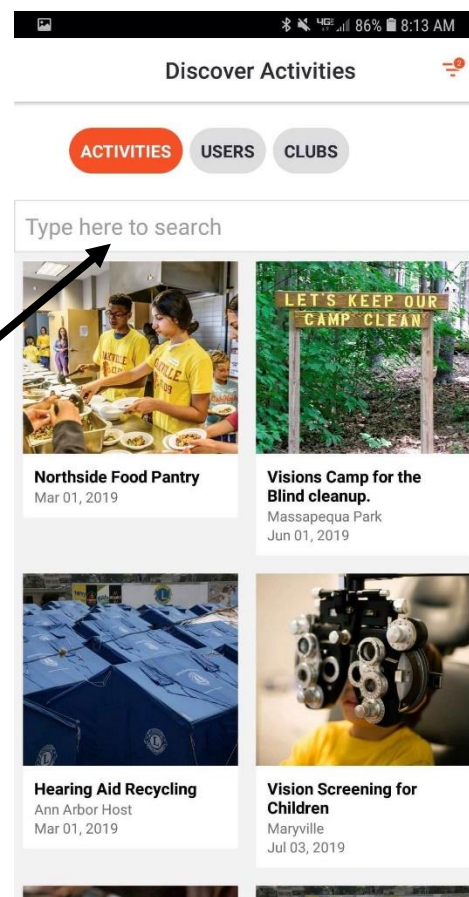 4GE 86% 8:13 AM
Discover Activities
2
ACTIVITIES USERS CLUBS
Type here to search
LET'S KEEP OUR
CAMP CLEAN
Northside Food Pantry
Mar 01, 2019
Visions Camp for the
Blind cleanup.
Massapequa Park
Jun 01, 2019
Hearing Aid Recycling
Ann Arbor Host
Mar 01, 2019
Vision Screening for
Children
Maryville
Jul 03, 2019